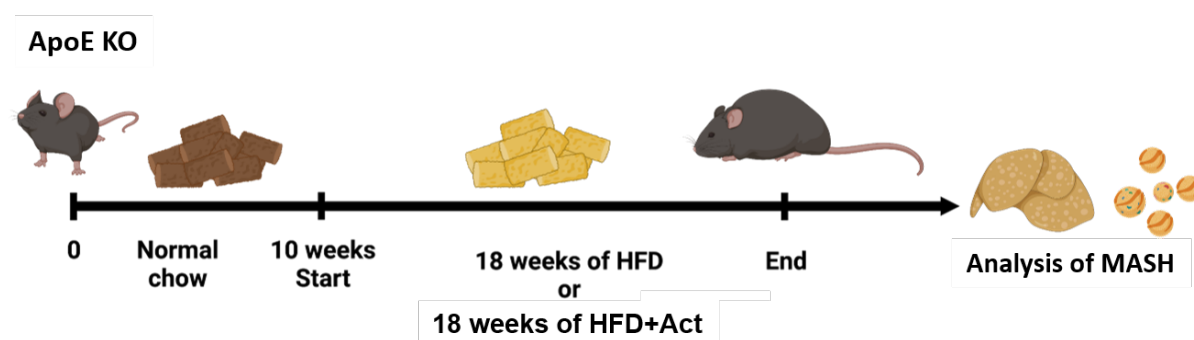 ApoE KO
0
Normal
chow
10 weeks
Start
18 weeks of HFD
or
18 weeks of HFD+Act
End
Analysis of MASH